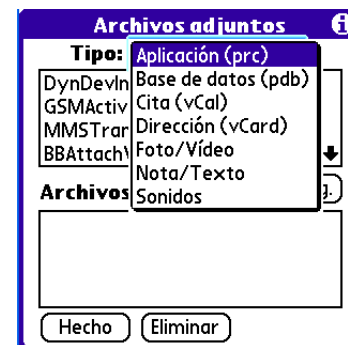 Archivos adjuntos
Tipo:
Aplicación (prc)
Base de datos (pdb)
Cita (vCal)
Dirección (vCard)
Foto/Vídeo
Nota/Texto
Sonidos
DynDevIn
GSMActiv
MMSTran
BBAttach
Archivos
Hecho
Eliminar